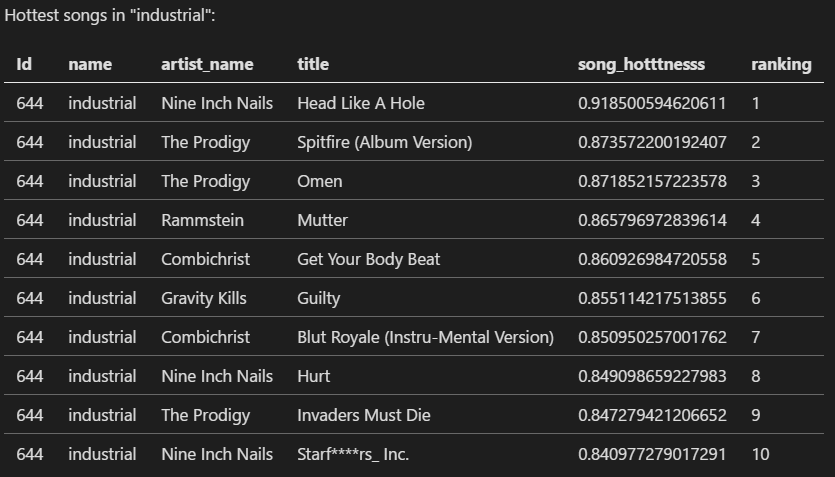 Hottest songs in "industrial":
Id name artist_name title song_hotttnesss ranking
644 industrial Nine Inch Nails Head Like A Hole 0.918500594620611 1
644 industrial The Prodigy Spitfire (Album Version) 0.873572200192407 2
644 industrial The Prodigy Omen 0.871852157223578 3
644 industrial Rammstein Mutter 0.865796972839614 4
644 industrial Combichrist Get Your Body Beat 0.860926984720558 5
644 industrial Gravity Kills Guilty 0.855114217513855 6
644 industrial Combichrist Blut Royale (Instru-Mental Version) 0.850950257001762 7
644 industrial Nine Inch Nails Hurt 0.849098659227983 8
644 industrial The Prodigy Invaders Must Die 0.847279421206652 9
644 industrial Nine Inch Nails Starf****rs_ Inc. 0.840977279017291 10